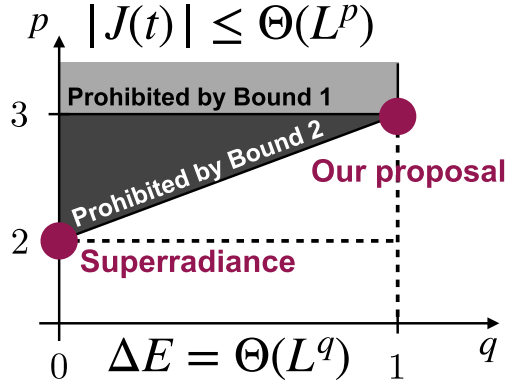 p |J(t)| ≤ Θ(L^p)
Prohibited by Bound 1
3
Prohibited by Bound 2
Our proposal
2
Superradiance
0 ΔE = Θ(L^q) 1 q